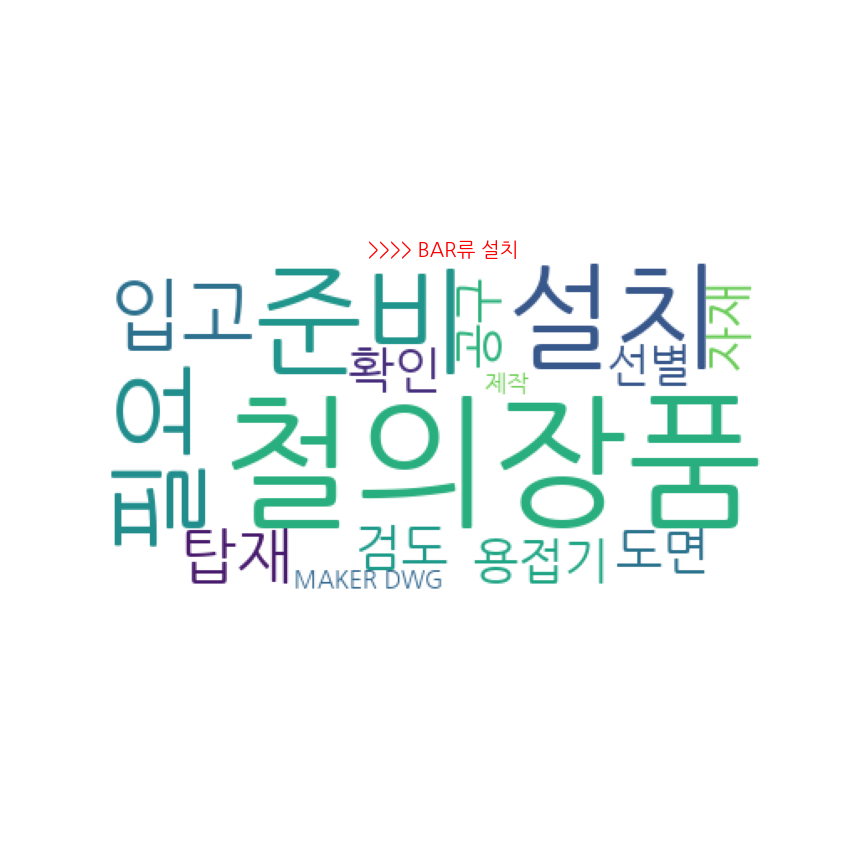 >>>> BAR류 설치
입고
준비
공구
설치
자재
확인
제작
선별
필여
철의장품
탑재
검도
용접기
도면
MAKER DWG